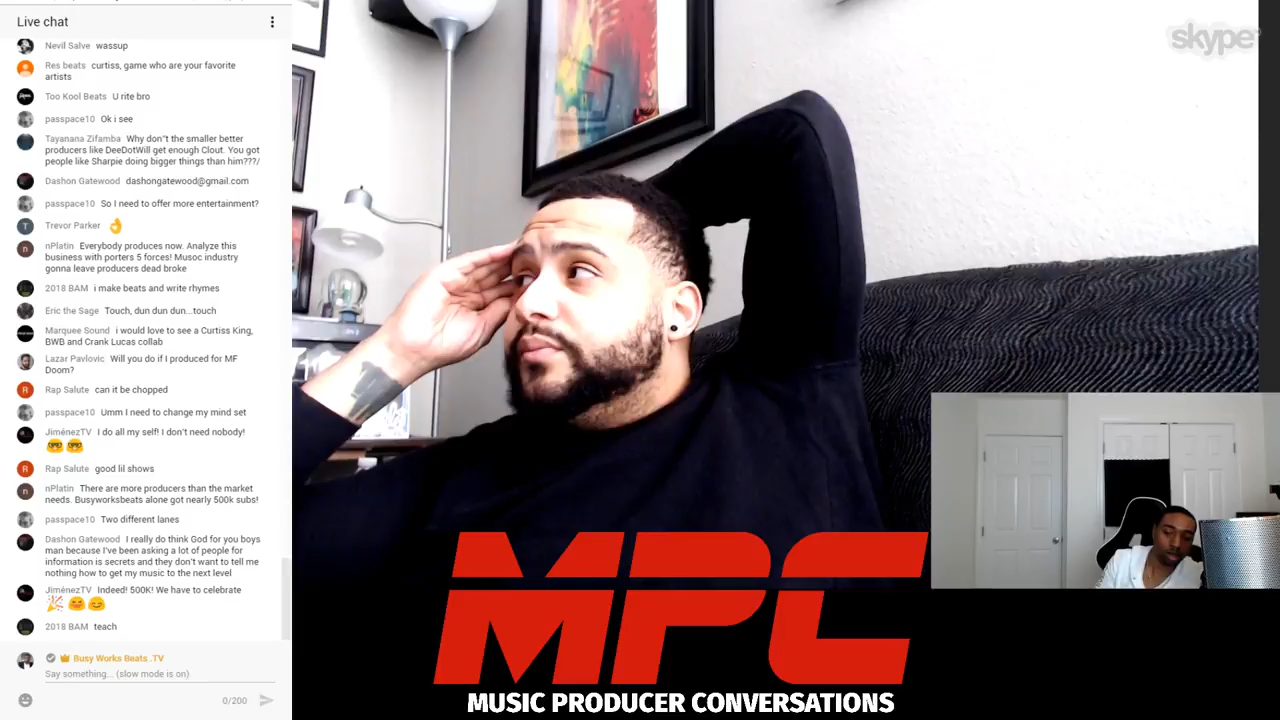 Live chat
Nevil Salve wassup
Res beats curtiss, game who are your favorite
artists
Too Kool Beats U rite bro
passpace10 Ok i see
Tayanana Zifamba Why don"t the smaller better
producers like DeeDotWill get enough Clout. You got
people like Sharpie doing bigger things than him???/
Dashon Gatewood dashongatewood@gmail.com
passpace10 So I need to offer more entertainment?
T
Trevor Parker 👌
n
nPlatin Everybody produces now. Analyze this
business with porters 5 forces! Musoc industry
gonna leave producers dead broke
2018 BAM i make beats and write rhymes
Eric the Sage Touch, dun dun dun...touch
Marquee Sound i would love to see a Curtiss King,
BWB and Crank Lucas collab
Lazar Pavlovic Will you do if I produced for MF
Doom?
R
Rap Salute can it be chopped
passpace10 Umm I need to change my mind set
JiménezTV I do all my self! I don't need nobody!
🤓 🤓
R
Rap Salute good lil shows
n
nPlatin There are more producers than the market
needs. Busyworksbeats alone got nearly 500k subs!
passpace10 Two different lanes
Dashon Gatewood I really do think God for you boys
man because I've been asking a lot of people for
information is secrets and they don't want to tell me
nothing how to get my music to the next level
JiménezTV Indeed! 500K! We have to celebrate
🎉 😆 😊
2018 BAM teach
Busy Works Beats .TV
Say something... (slow mode is on)
0/200
skype
MPC
MUSIC PRODUCER CONVERSATIONS